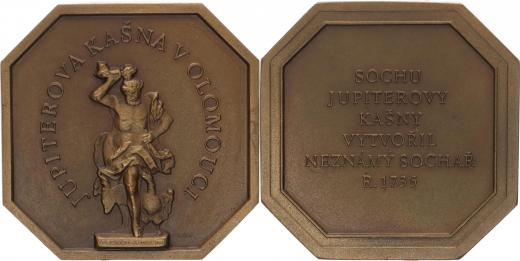 JUPITEROVA KAŠNA V OLOMOUCI
SOCHU
JUPITEROVY
KAŠNY
VYTVOŘIL
NEZNÁMÝ SOCHAŘ
R. 1735